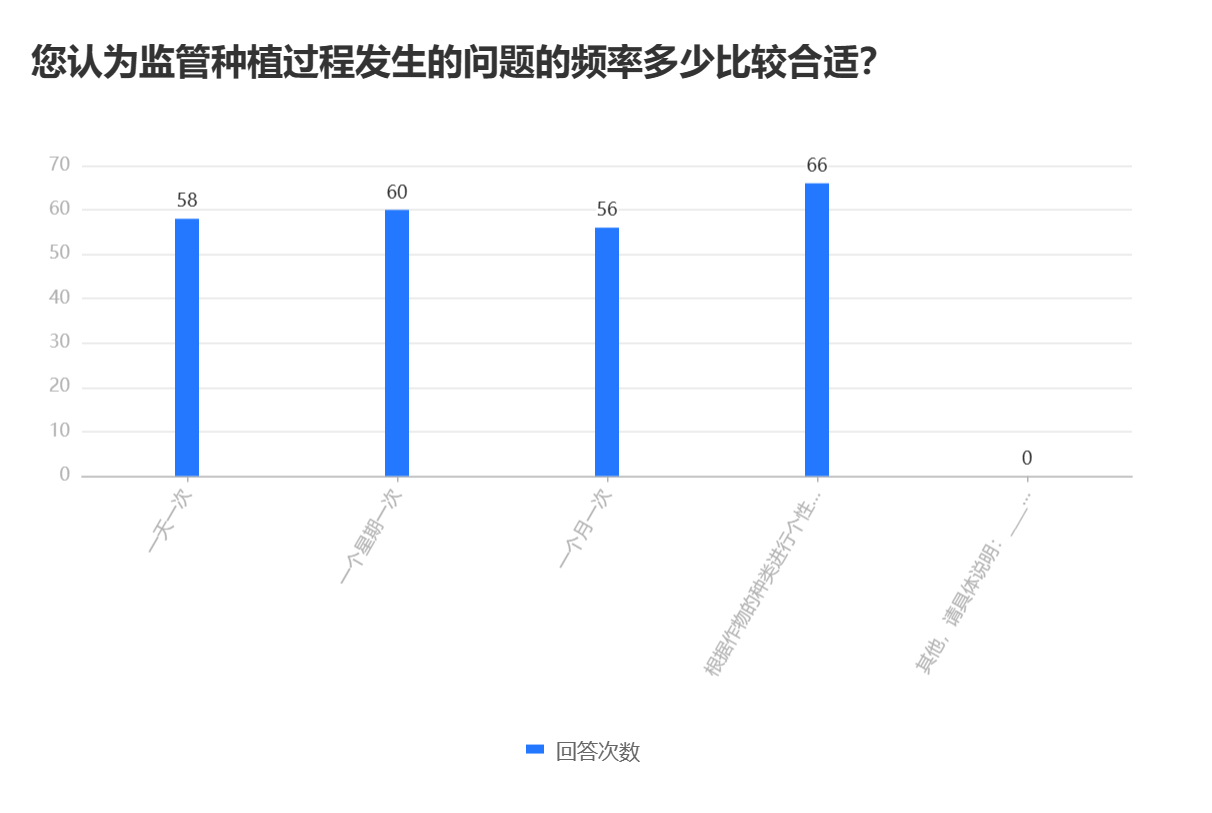 您认为监管种植过程发生的问题的频率多少比较合适？
70
60
50
40
30
20
10
0
58
60
56
66
0
一天一次
一个星期一次
一个月一次
根据作物的种类进行个性...
其他，请具体说明：____...
回答次数